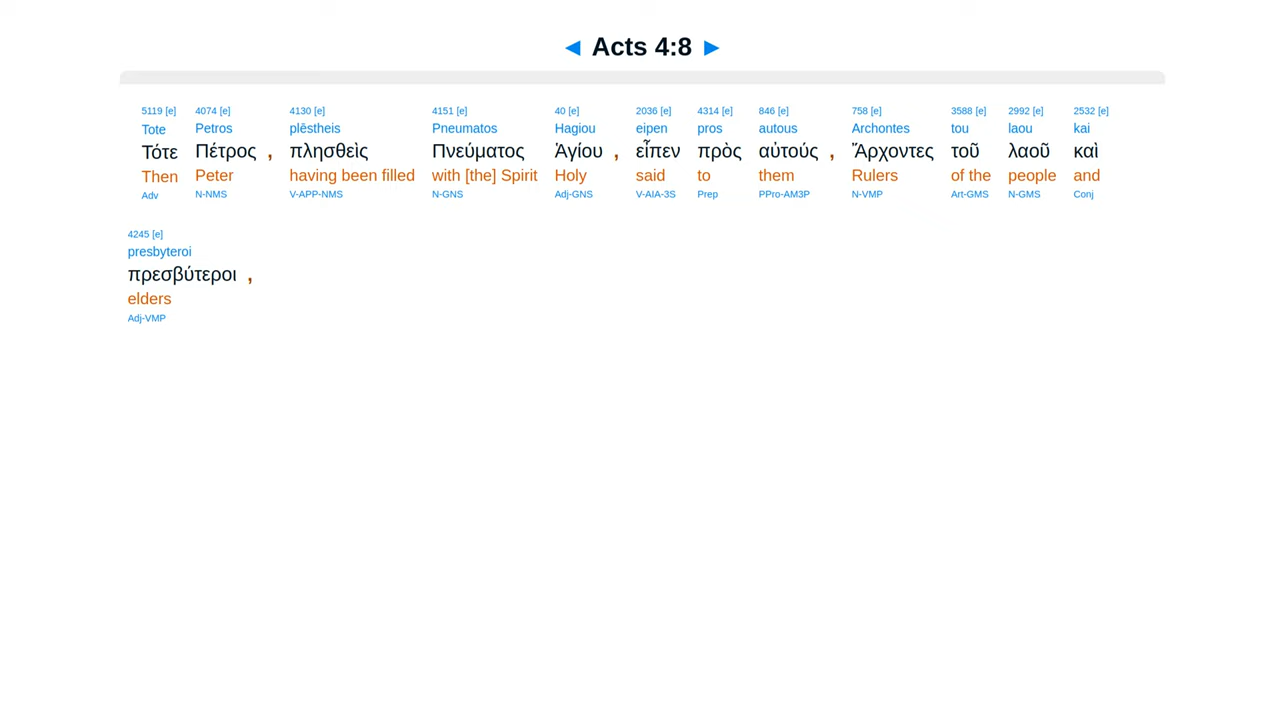 ◄ Acts 4:8 ►
5119 [e] 4074 [e] 4130 [e] 4151 [e] 40 [e] 2036 [e] 4314 [e] 846 [e] 758 [e] 3588 [e] 2992 [e] 2532 [e]
Tote Petros plēstheis Pneumatos Hagiou eipen pros autous Archontes tou laou kai
Τότε Πέτρος , πλησθεὶς Πνεύματος Ἁγίου , εἶπεν πρὸς αὐτούς , Ἄρχοντες τοῦ λαοῦ καὶ
Then Peter having been filled with [the] Spirit Holy said to them Rulers of the people and
Adv N-NMS V-APP-NMS N-GNS Adj-GNS V-AIA-3S Prep PPro-AM3P N-VMP Art-GMS N-GMS Conj
4245 [e]
presbyteroi
πρεσβύτεροι ,
elders
Adj-VMP